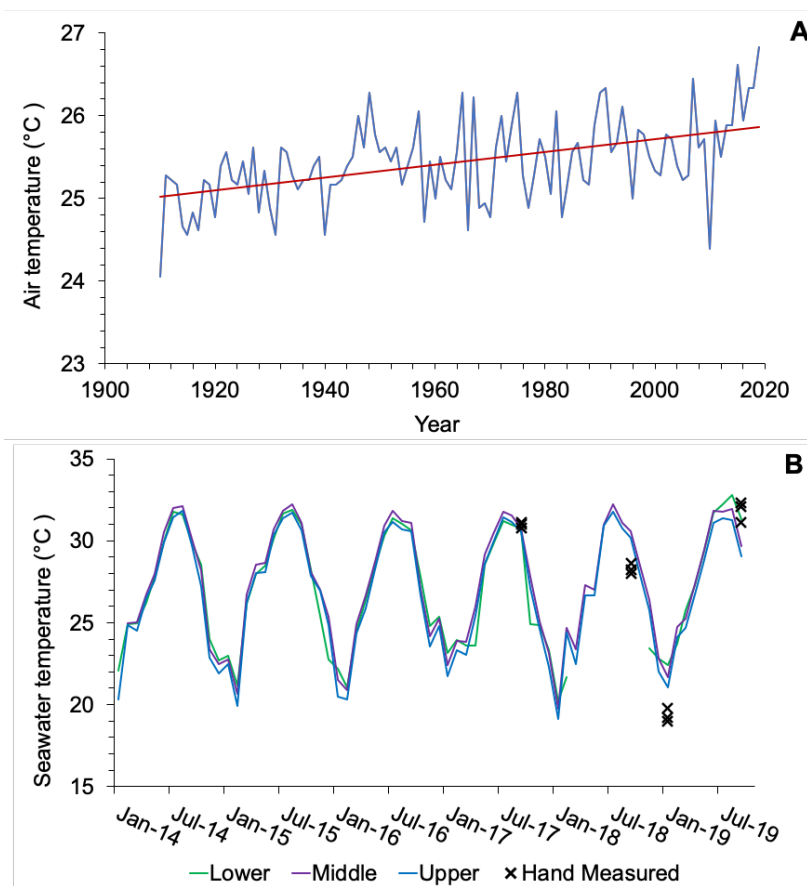 A
27
26
25
24
23
Air temperature (°C )
1900 1920 1940 1960 1980 2000 2020
Year
B
35
30
25
20
15
Seawater temperature (°C )
Jan-14 Jul-14 Jan-15 Jul-15 Jan-16 Jul-16 Jan-17 Jul-17 Jan-18 Jul-18 Jan-19 Jul-19
Lower Middle Upper Hand Measured